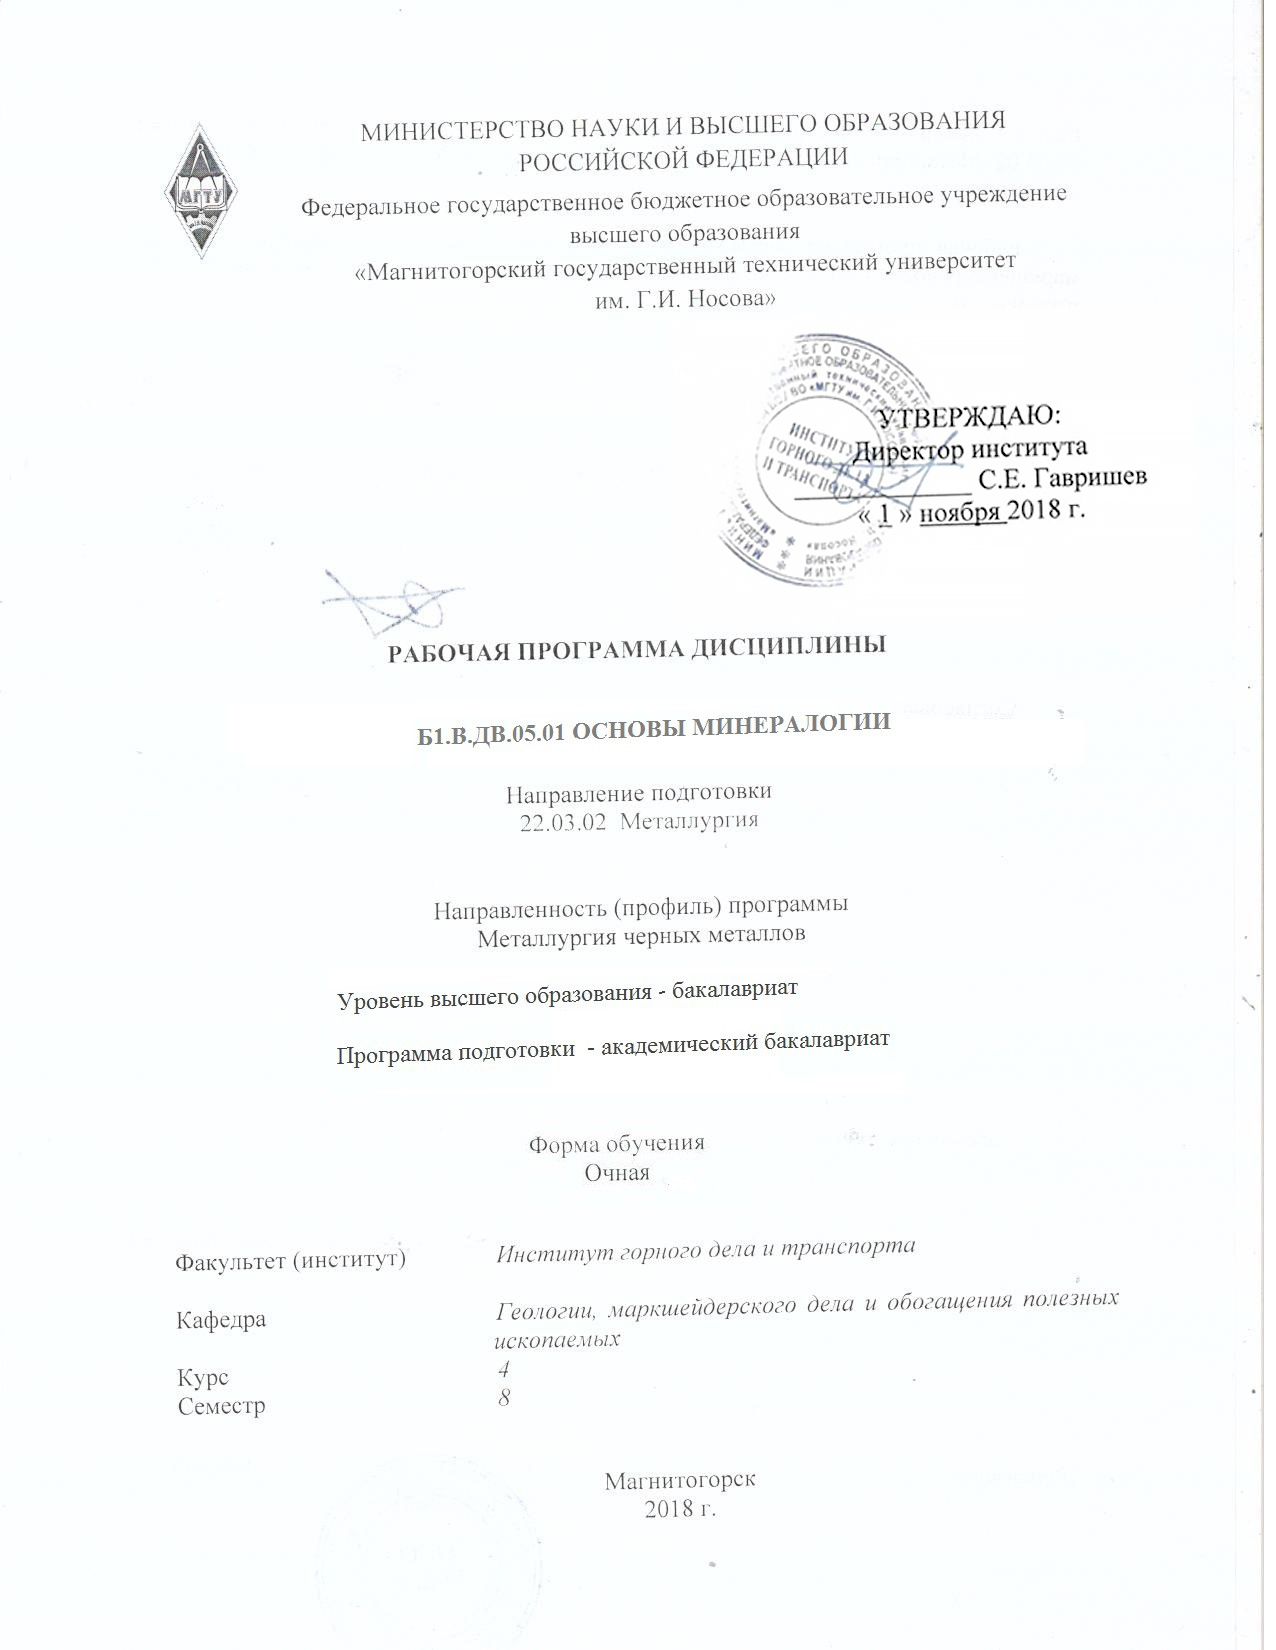 МИНИСТЕРСТВО НАУКИ И ВЫСШЕГО ОБРАЗОВАНИЯ
РОССИЙСКОЙ ФЕДЕРАЦИИ
Федеральное государственное бюджетное образовательное учреждение
высшего образования
«Магнитогорский государственный технический университет
им. Г.И. Носова»
МГТУ
УТВЕРЖДАЮ:
Директор института
С.Е. Гавришев
« 1 » ноября 2018 г.
РАБОЧАЯ ПРОГРАММА ДИСЦИПЛИНЫ
Б1.В.ДВ.05.01 ОСНОВЫ МИНЕРАЛОГИИ
Направление подготовки
22.03.02 Металлургия
Направленность (профиль) программы
Металлургия черных металлов
Уровень высшего образования - бакалавриат
Программа подготовки - академический бакалавриат
Форма обучения
Очная
Факультет (институт) Институт горного дела и транспорта
Кафедра Геологии, маркшейдерского дела и обогащения полезных
ископаемых
Курс 4
Семестр 8
Магнитогорск
2018 г.